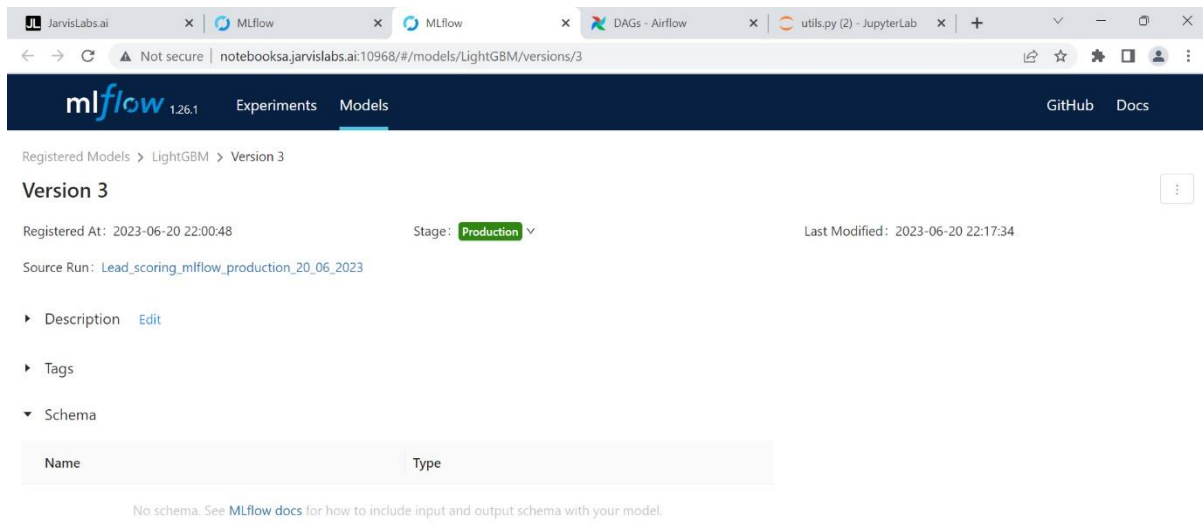 JL JarvisLabs.ai MLflow MLflow DAGs - Airflow utils.py (2) - JupyterLab
Not secure notebooksa.jarvislabs.ai:10968/#/models/LightGBM/versions/3
mlflow 1.26.1 Experiments Models GitHub Docs
Registered Models > LightGBM > Version 3
Version 3
Registered At: 2023-06-20 22:00:48 Stage: Production Last Modified: 2023-06-20 22:17:34
Source Run: Lead_scoring_mlflow_production_20_06_2023
Description Edit
Tags
Schema
Name Type
No schema. See MLflow docs for how to include input and output schema with your model.